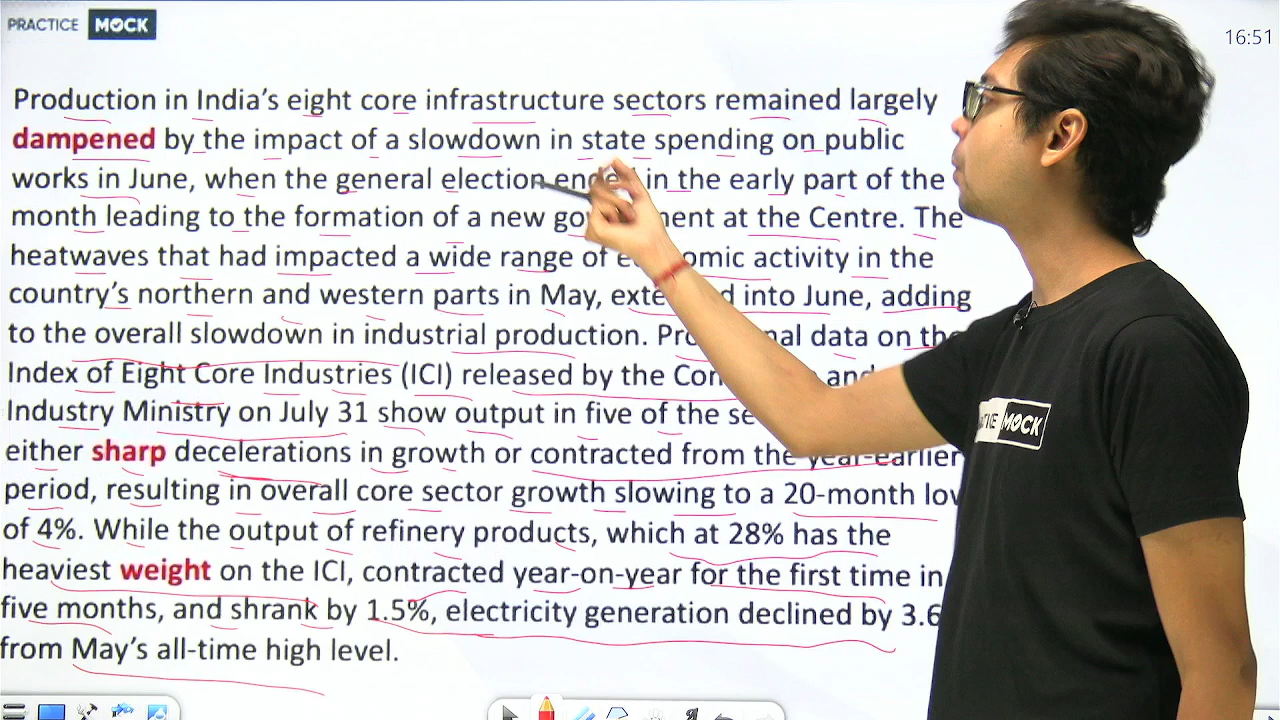 PRACTICE MOCK
16:51
Production in India's eight core infrastructure sectors remained largely
dampened by the impact of a slowdown in state spending on public
works in June, when the general election ended in the early part of the
month leading to the formation of a new go ment at the Centre. The
heatwaves that had impacted a wide range of e omic activity in the
country's northern and western parts in May, exte d into June, adding
to the overall slowdown in industrial production. Pro nal data on the
Index of Eight Core Industries (ICI) released by the Com and
Industry Ministry on July 31 show output in five of the se
either sharp decelerations in growth or contracted from the year-earlier
period, resulting in overall core sector growth slowing to a 20-month low
of 4%. While the output of refinery products, which at 28% has the
heaviest weight on the ICI, contracted year-on-year for the first time in
five months, and shrank by 1.5%, electricity generation declined by 3.6
from May's all-time high level.
MOCK